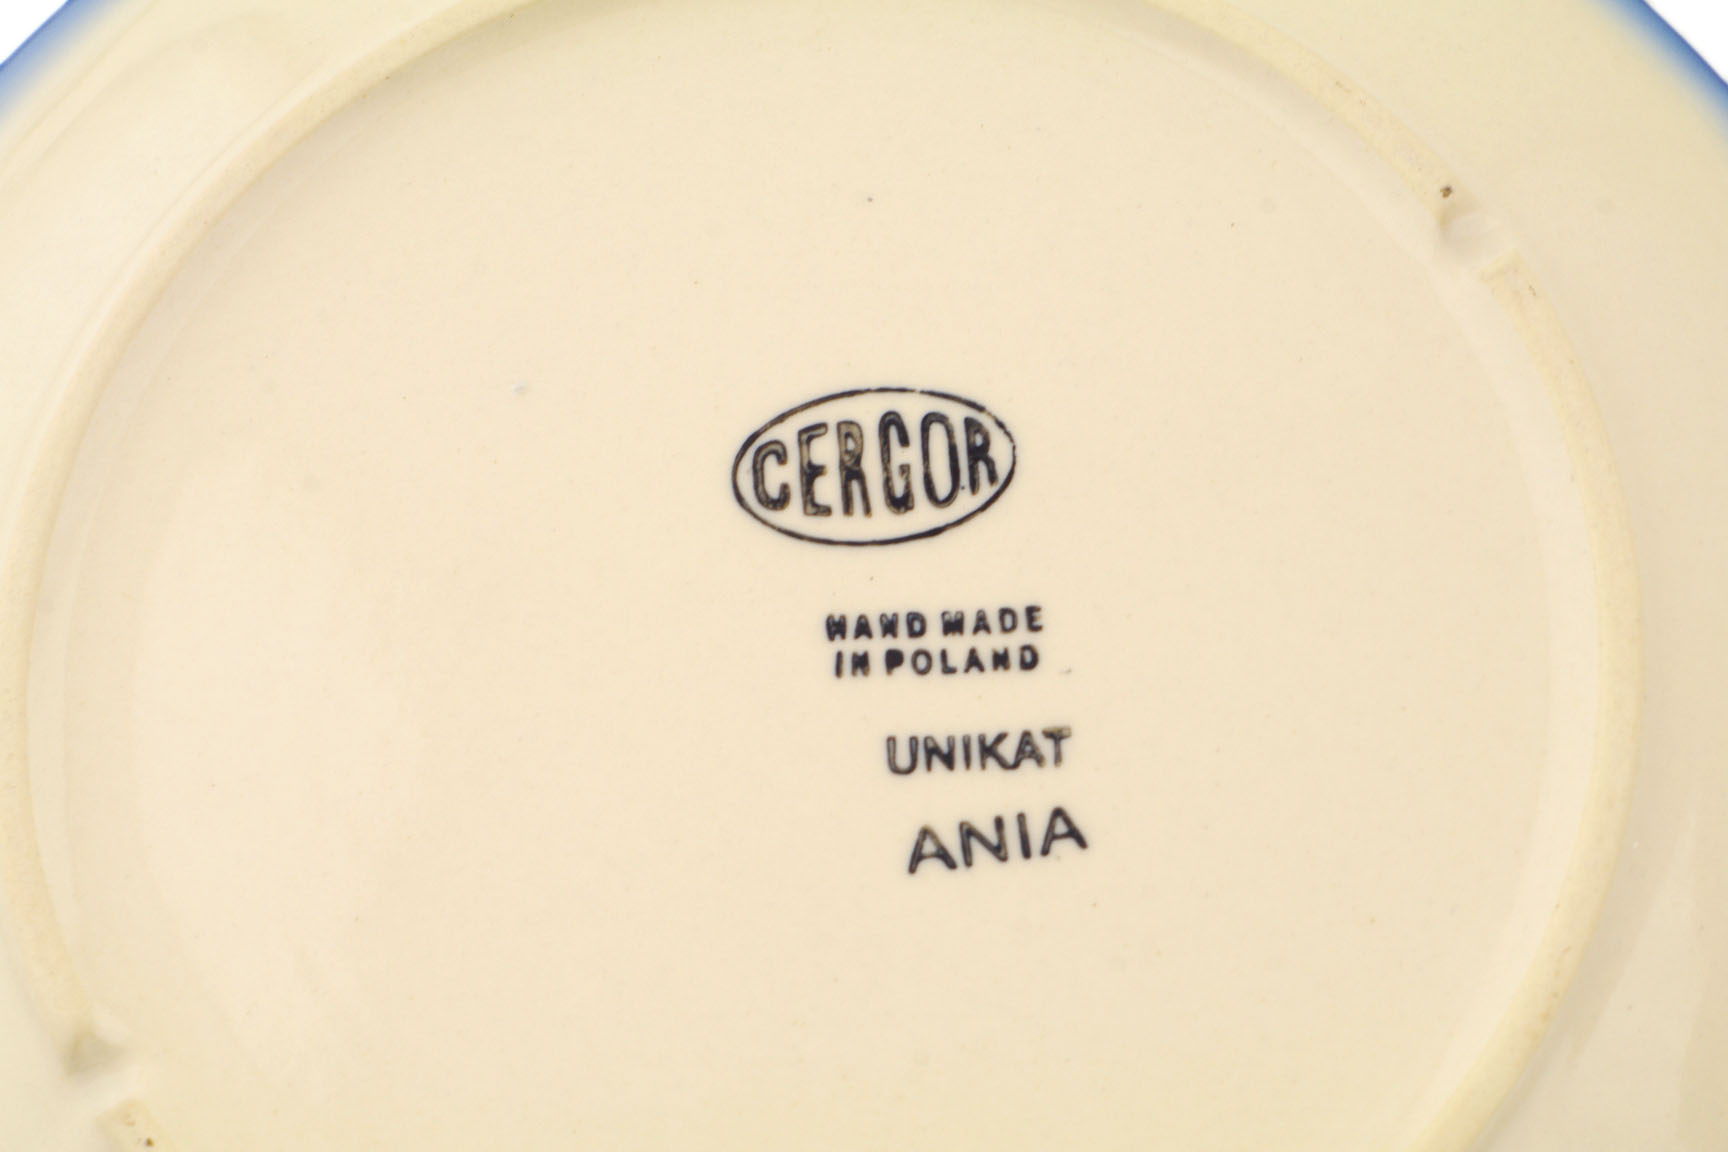 CERGOR
HAND MADE
IN POLAND
UNIKAT
ANIA